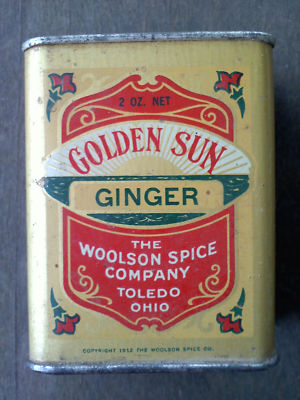 2 OZ. NET
GOLDEN SUN
GINGER
THE
WOOLSON SPICE
COMPANY
TOLEDO
OHIO
COPYRIGHT 1912 THE WOOLSON SPICE CO.